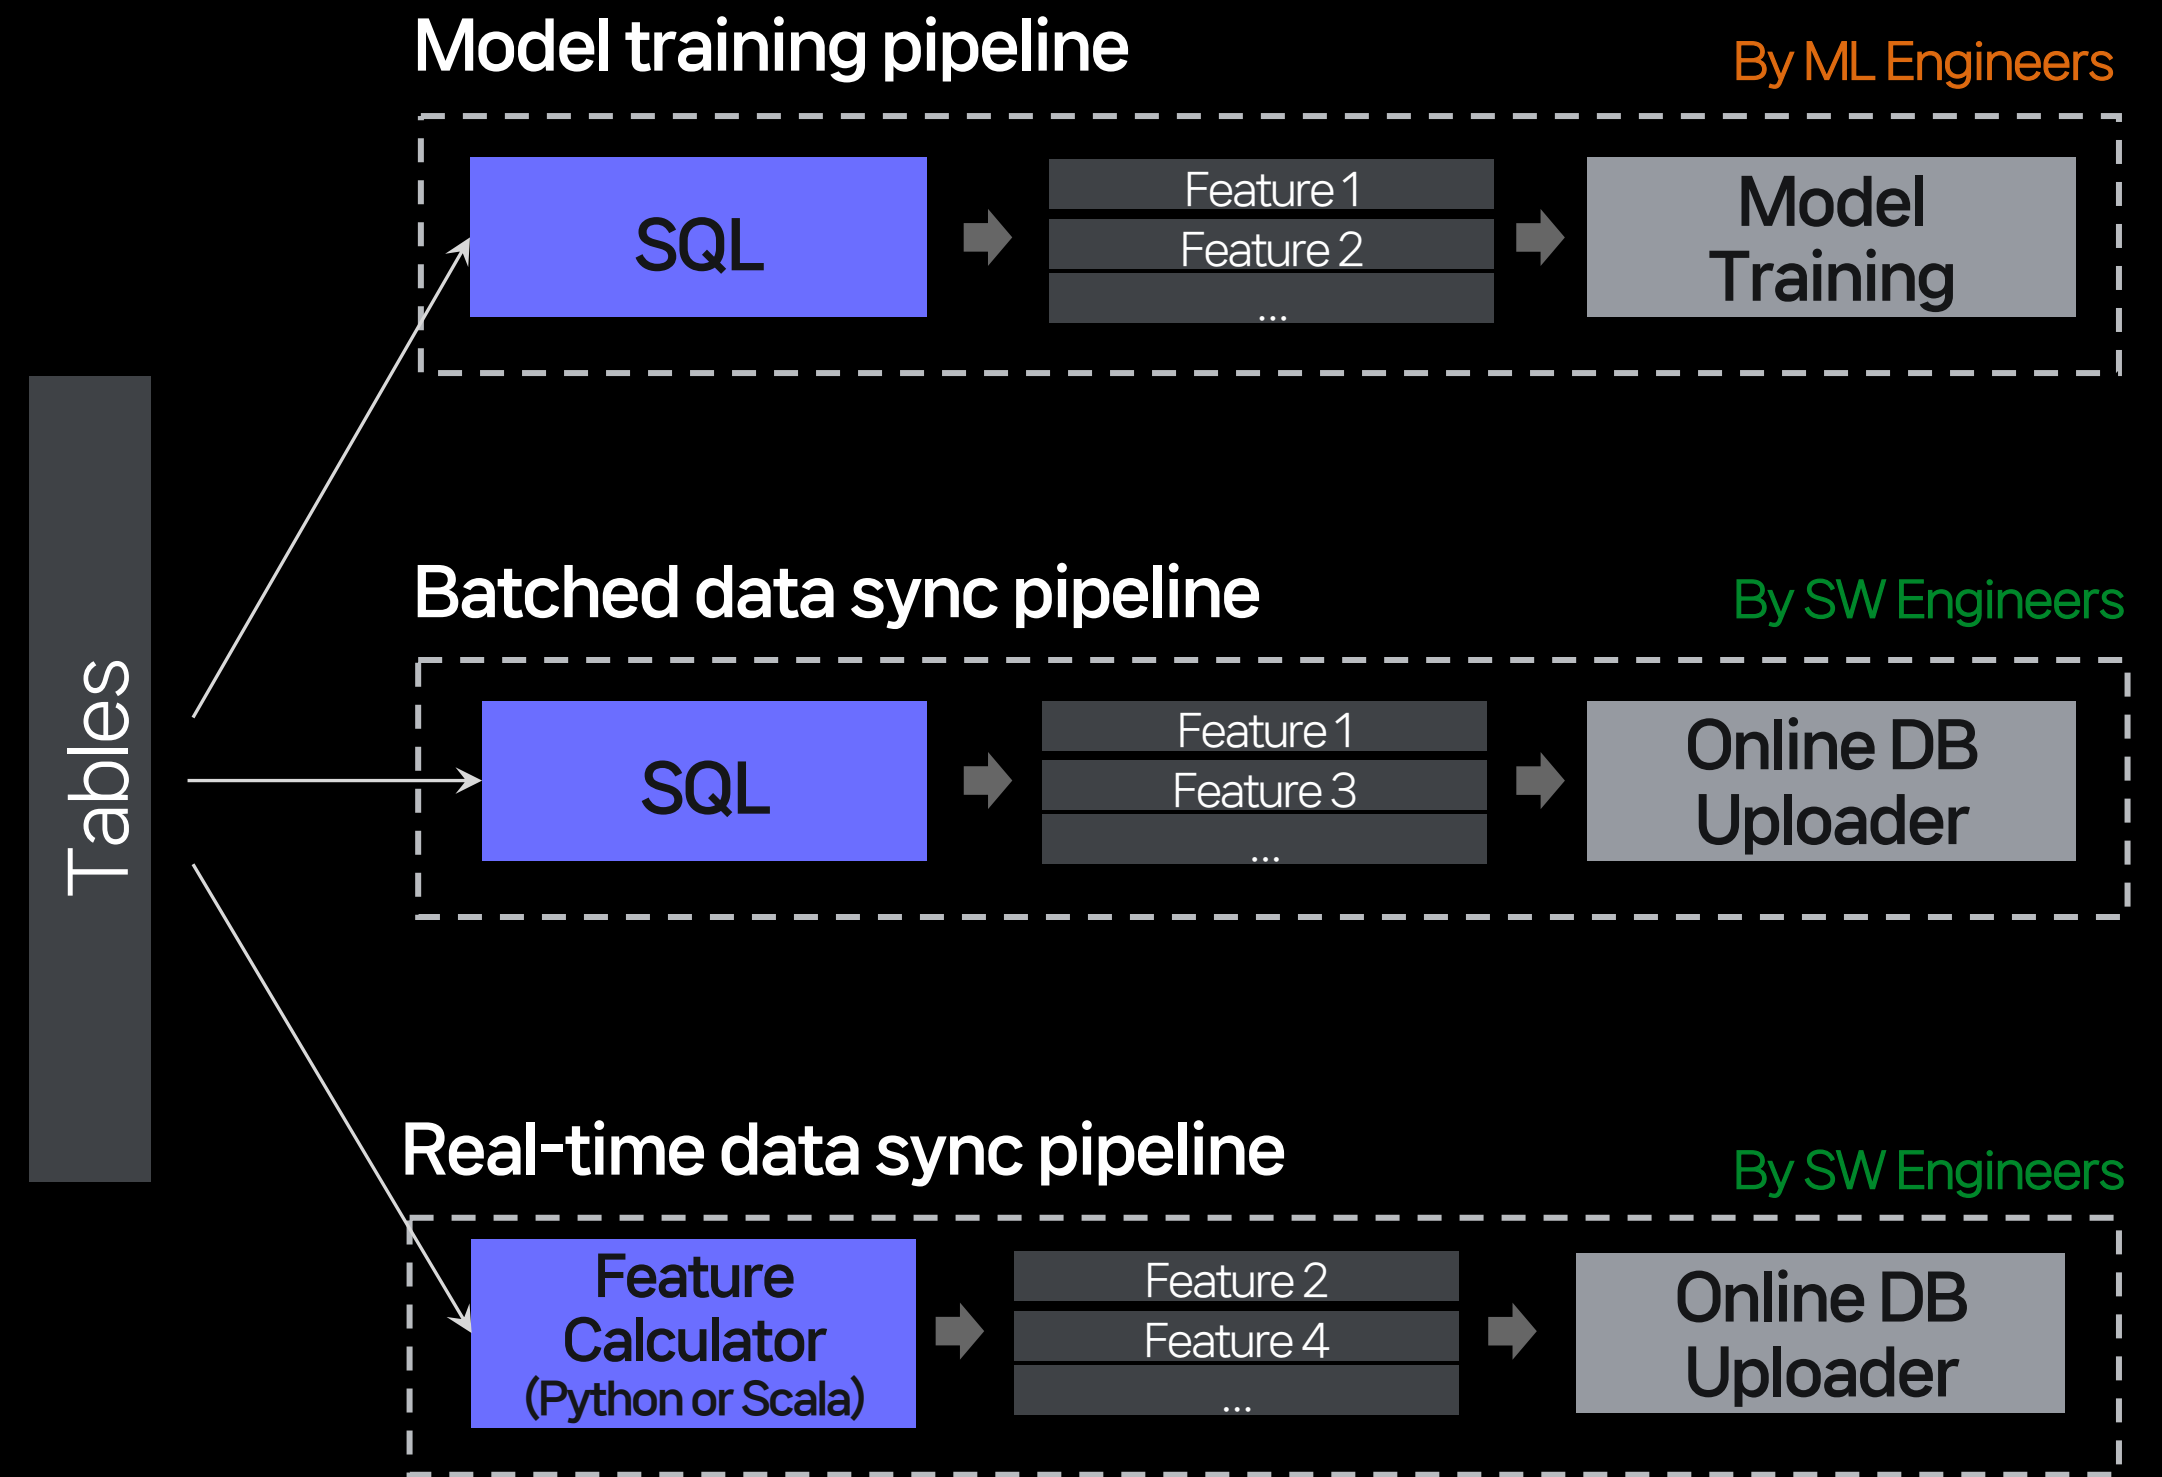 Model training pipeline
By ML Engineers
SQL
Feature 1
Feature 2
...
Model
Training
Tables
Batched data sync pipeline
By SW Engineers
SQL
Feature 1
Feature 3
...
Online DB
Uploader
Real-time data sync pipeline
By SW Engineers
Feature
Calculator
(Python or Scala)
Feature 2
Feature 4
...
Online DB
Uploader